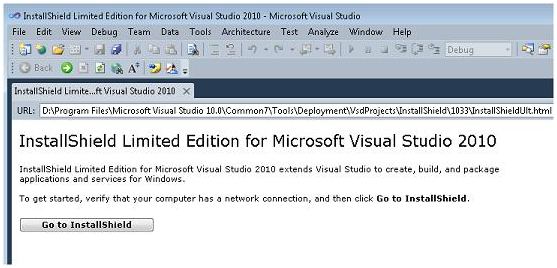 InstallShield Limited Edition for Microsoft Visual Studio 2010 - Microsoft Visual Studio
File Edit View Debug Team Data Tools Architecture Test Analyze Window Help
Debug
Back
InstallShield Limite...ft Visual Studio 2010
URL: D:\Program Files\Microsoft Visual Studio 10.0\Common7\Tools\Deployment\VsdProjects\InstallShield\1033\InstallShieldUlt.html
InstallShield Limited Edition for Microsoft Visual Studio 2010
InstallShield Limited Edition for Microsoft Visual Studio 2010 extends Visual Studio to create, build, and package
applications and services for Windows.
To get started, verify that your computer has a network connection, and then click Go to InstallShield.
Go to InstallShield